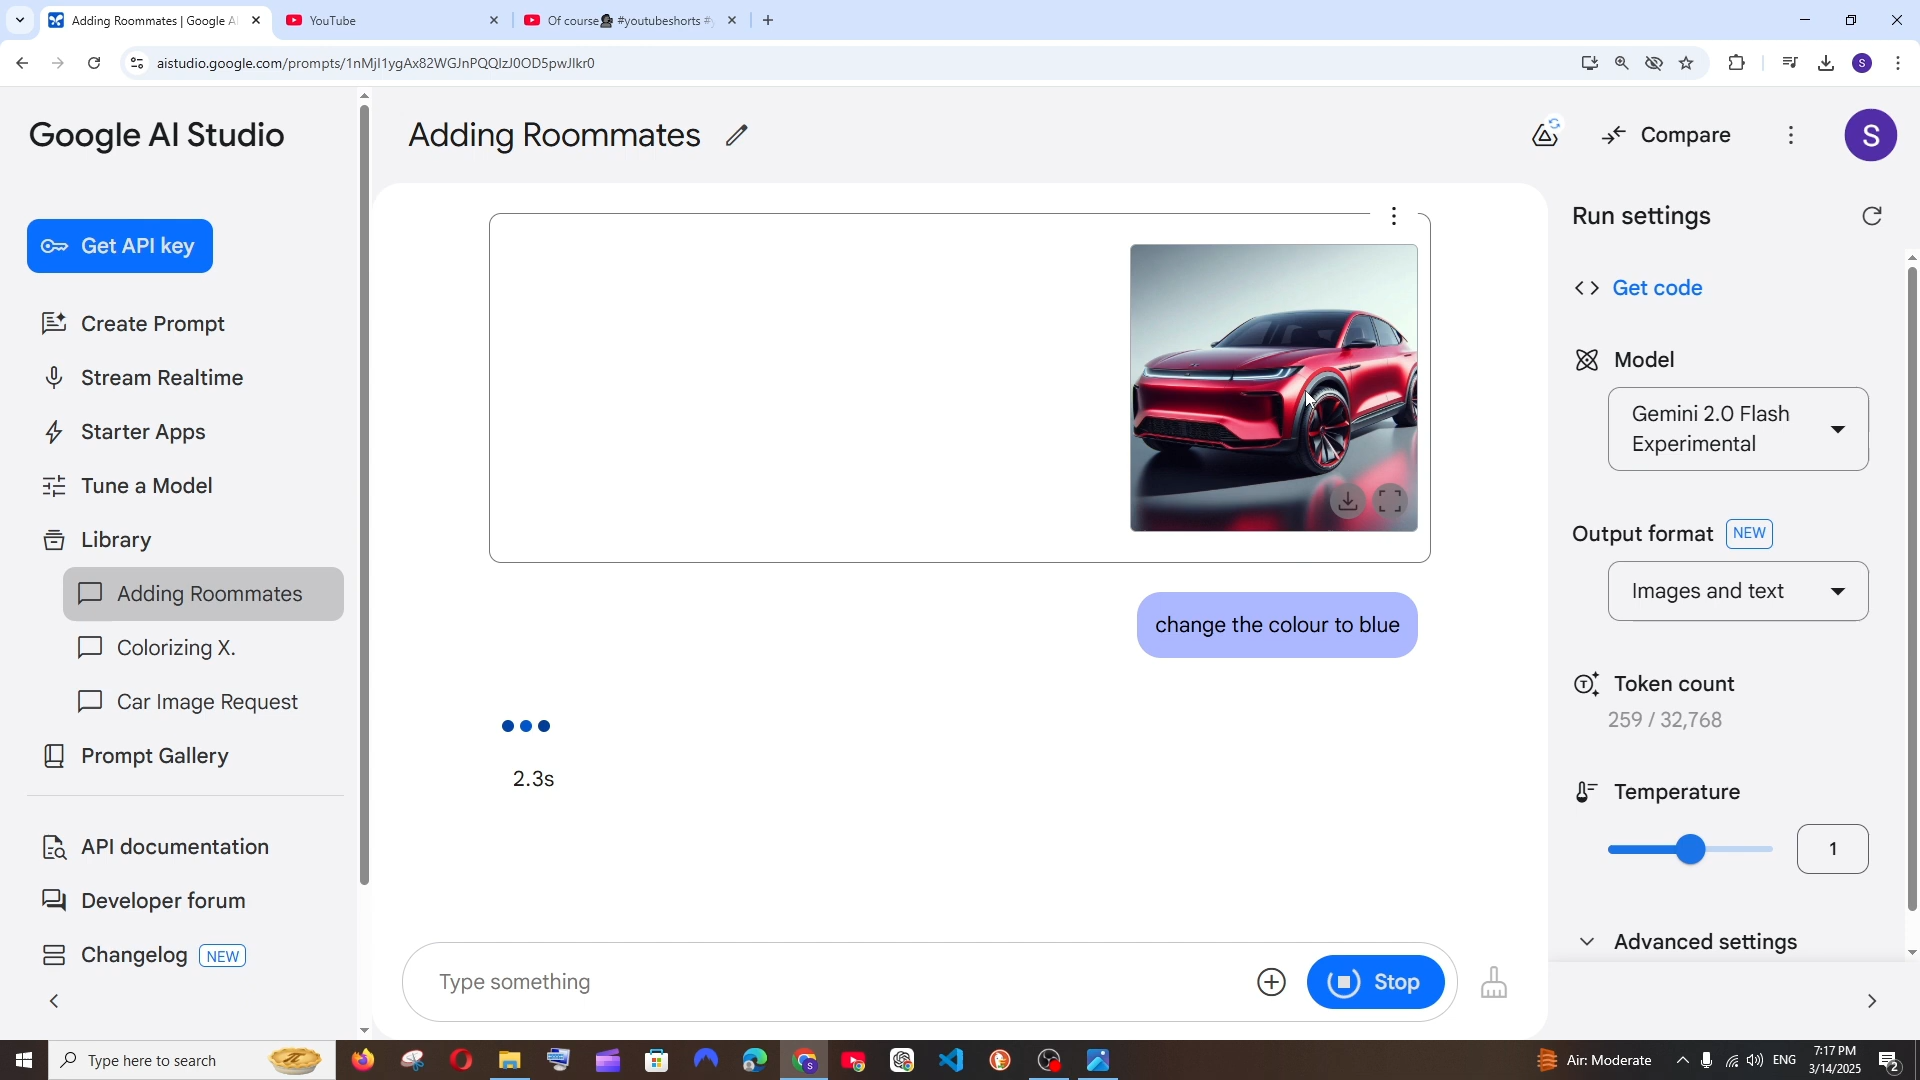 Adding Roommates | Google A
YouTube
Of course #youtubeshorts #
aistudio.google.com/prompts/1nMjI1ygAx82WGJnPQQIzJ0OD5pwJlkr0
S
Google AI Studio
Adding Roommates
Compare
S
Get API key
Create Prompt
Stream Realtime
Starter Apps
Tune a Model
Library
Adding Roommates
Colorizing X.
Car Image Request
Prompt Gallery
API documentation
Developer forum
Changelog NEW
change the colour to blue
2.3s
Type something
Stop
Run settings
Get code
Model
Gemini 2.0 Flash
Experimental
Output format NEW
Images and text
Token count
259 / 32,768
Temperature
1
Advanced settings
Type here to search
Air: Moderate
ENG
7:17 PM
3/14/2025
2